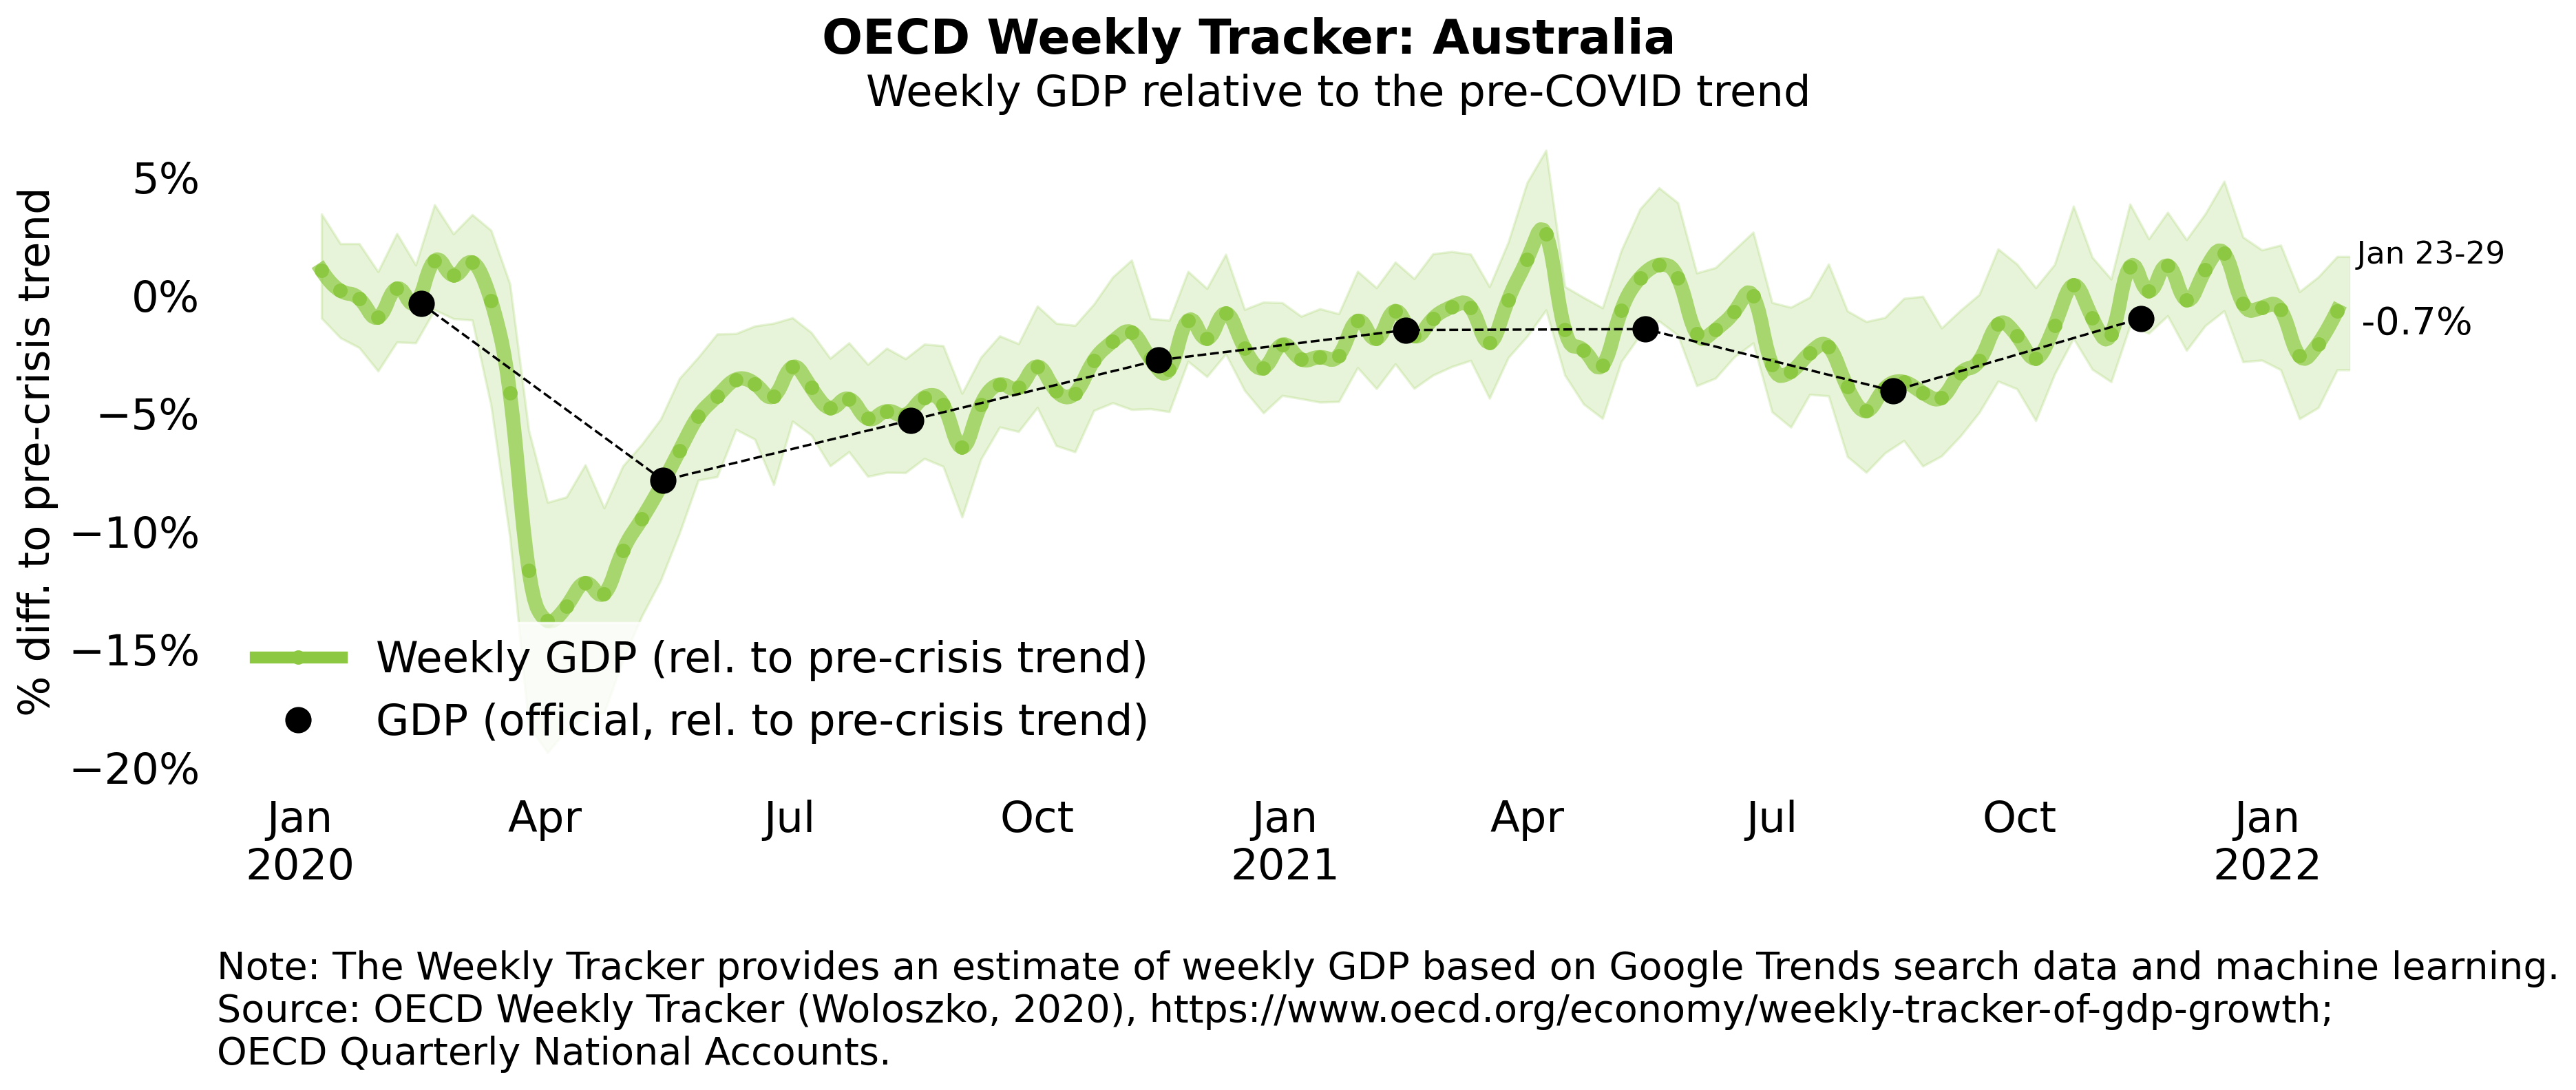 OECD Weekly Tracker: Australia
Weekly GDP relative to the pre-COVID trend
% diff. to pre-crisis trend
5%
0%
−5%
−10%
−15%
−20%
Jan 23-29
-0.7%
Weekly GDP (rel. to pre-crisis trend)
GDP (official, rel. to pre-crisis trend)
Jan Apr Jul Oct Jan Apr Jul Oct Jan
2020 2021 2022
Note: The Weekly Tracker provides an estimate of weekly GDP based on Google Trends search data and machine learning.
Source: OECD Weekly Tracker (Woloszko, 2020), https://www.oecd.org/economy/weekly-tracker-of-gdp-growth;
OECD Quarterly National Accounts.